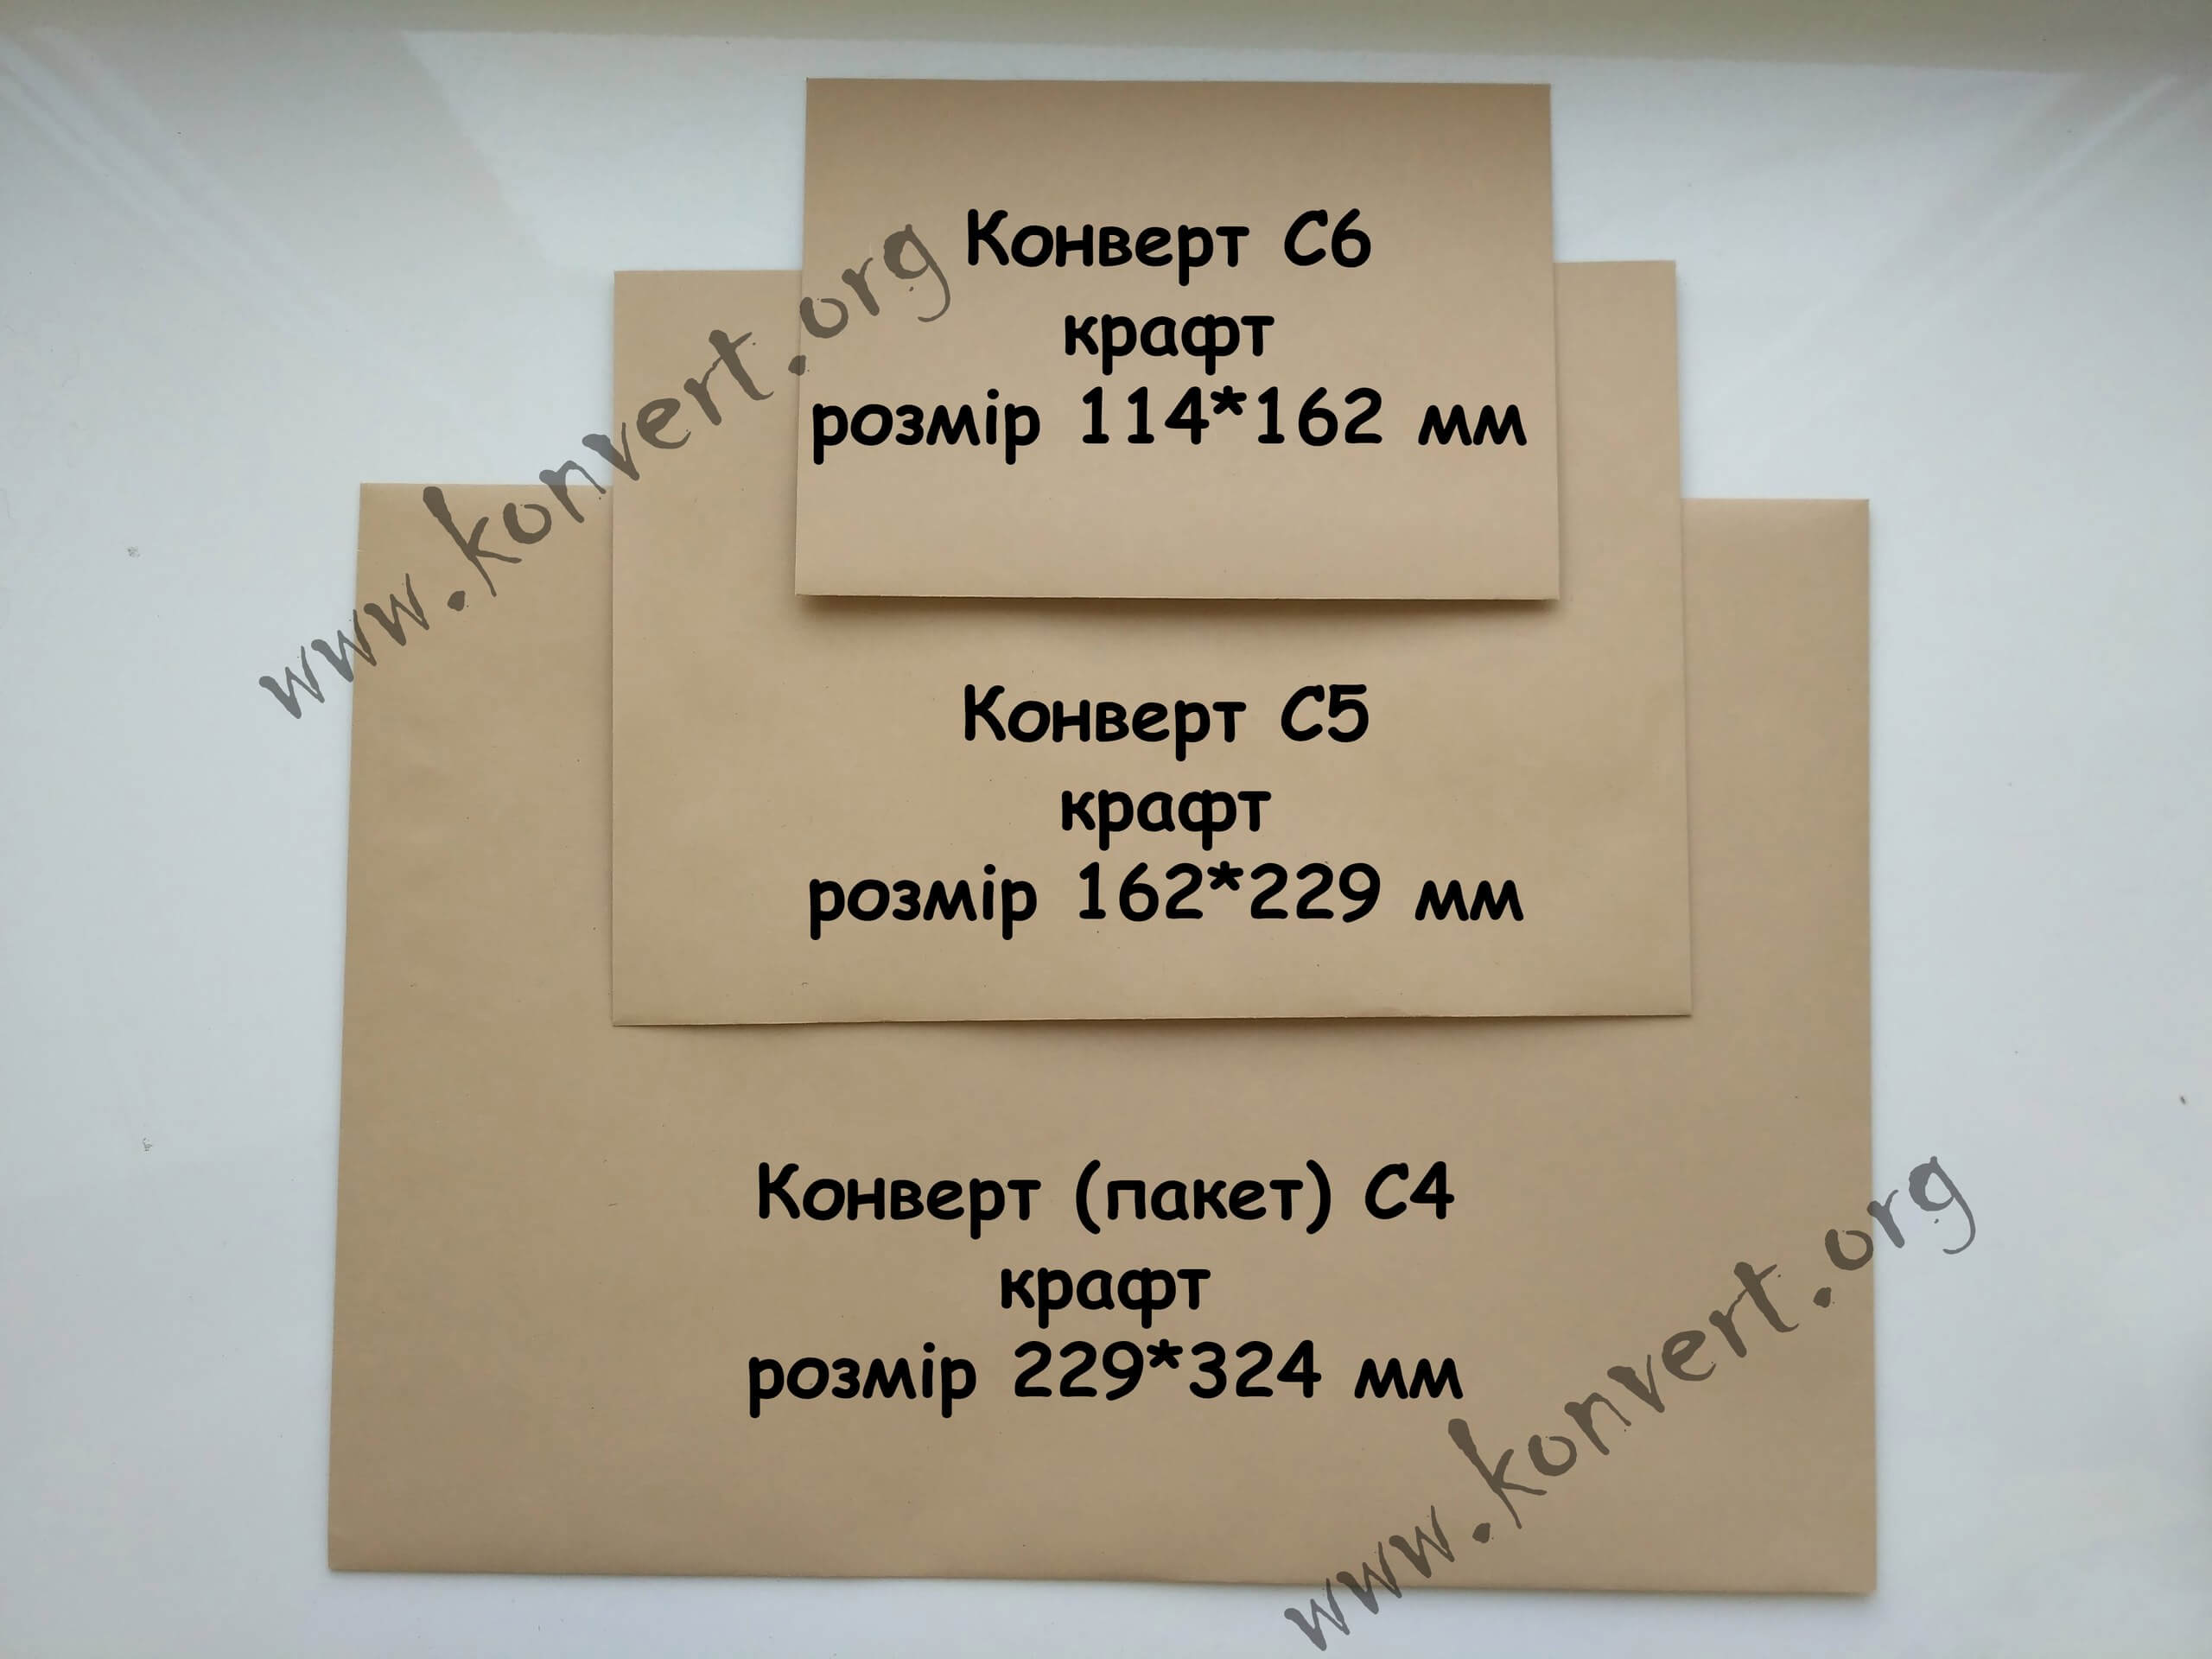 Конверт С6
крафт
розмір 114*162 мм
www.konvert.org
Конверт С5
крафт
розмір 162*229 мм
Конверт (пакет) С4
крафт
розмір 229*324 мм
www.konvert.org